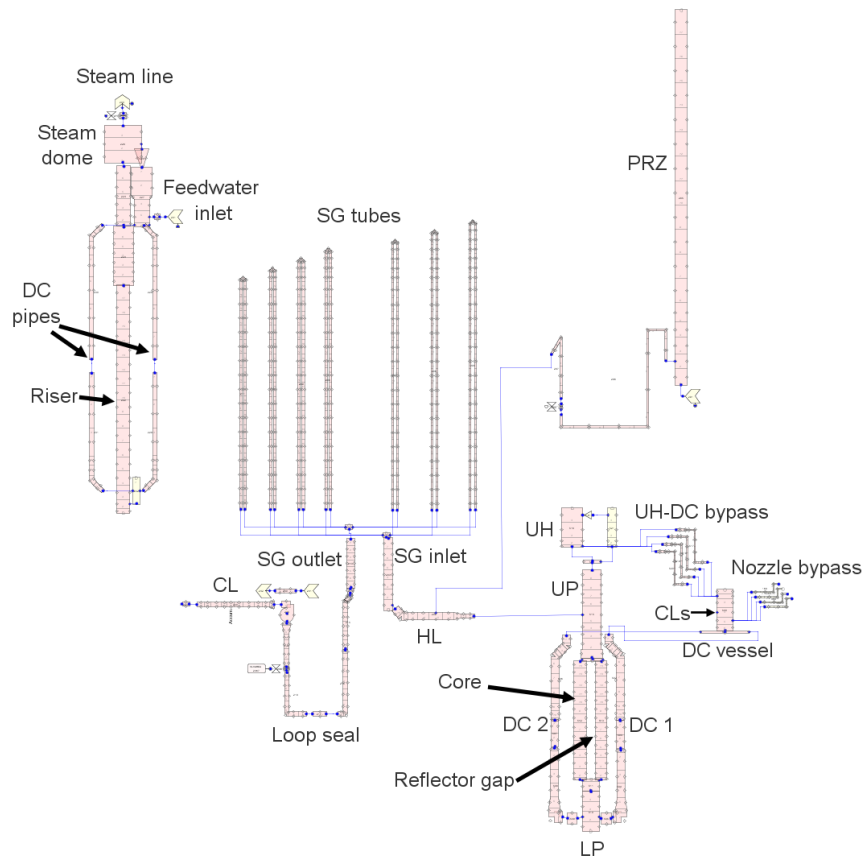 Steam line
Steam
dome
PRZ
Feedwater
inlet
SG tubes
DC
pipes
Riser
UH-DC bypass
UH
Nozzle bypass
SG outlet
SG inlet
CL
UP
CLs
HL
DC vessel
Core
DC 2
DC 1
Loop seal
Reflector gap
LP